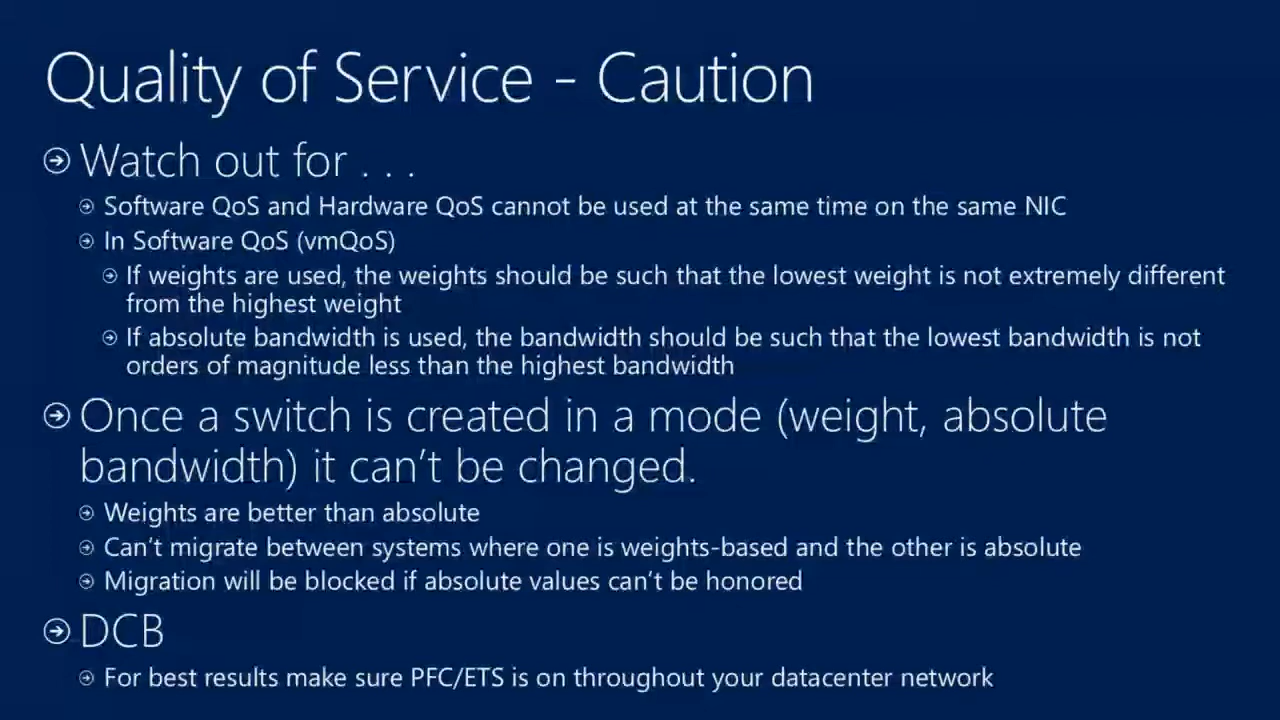 Quality of Service - Caution
Watch out for . . .
Software QoS and Hardware QoS cannot be used at the same time on the same NIC
In Software QoS (vmQoS)
If weights are used, the weights should be such that the lowest weight is not extremely different
from the highest weight
If absolute bandwidth is used, the bandwidth should be such that the lowest bandwidth is not
orders of magnitude less than the highest bandwidth
Once a switch is created in a mode (weight, absolute
bandwidth) it can't be changed.
Weights are better than absolute
Can't migrate between systems where one is weights-based and the other is absolute
Migration will be blocked if absolute values can't be honored
DCB
For best results make sure PFC/ETS is on throughout your datacenter network